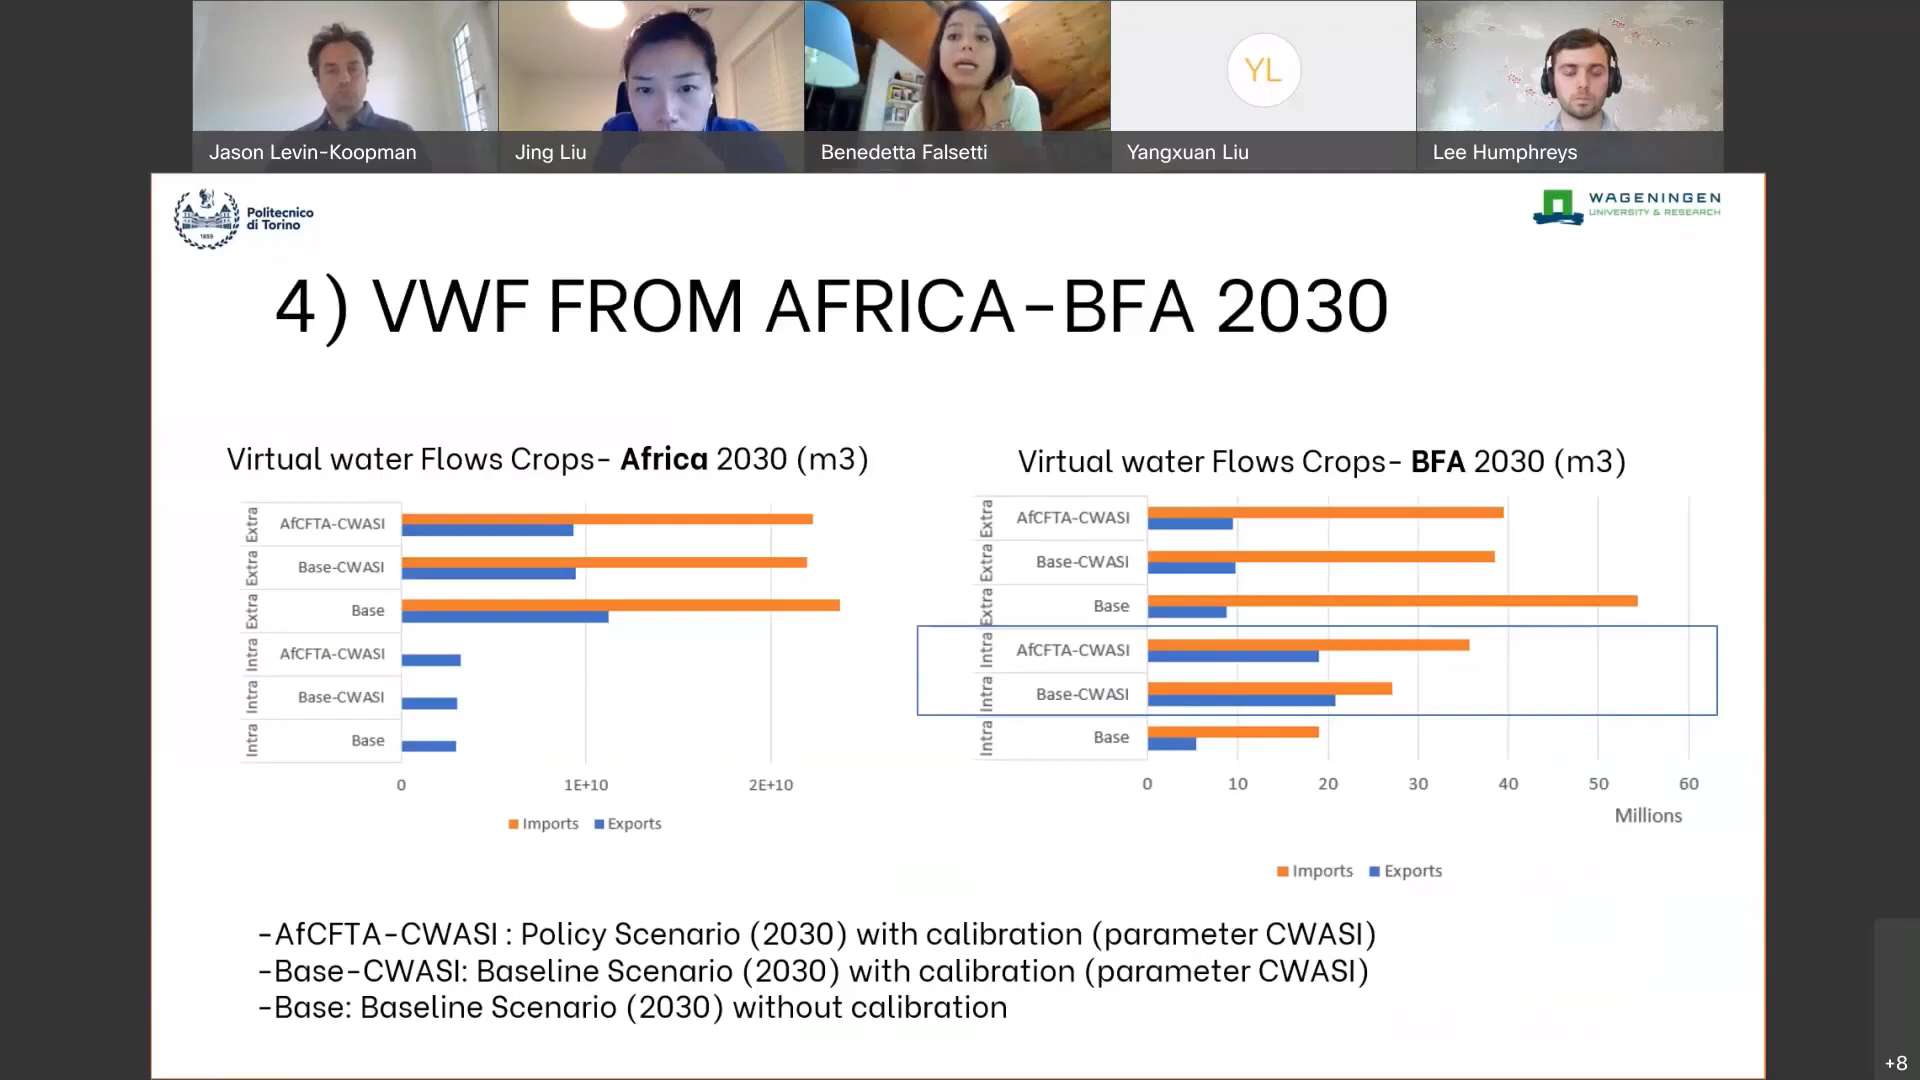 YL
Jason Levin-Koopman
Jing Liu
Benedetta Falsetti
Yangxuan Liu
Lee Humphreys
Politecnico
di Torino
1859
WAGENINGEN
UNIVERSITY & RESEARCH
4) VWF FROM AFRICA-BFA 2030
Virtual water Flows Crops- Africa 2030 (m3)
Extra AfCFTA-CWASI
Extra Base-CWASI
Extra Base
Intra AfCFTA-CWASI
Intra Base-CWASI
Intra Base
0 1E+10 2E+10
Imports Exports
Virtual water Flows Crops- BFA 2030 (m3)
Extra AfCFTA-CWASI
Extra Base-CWASI
Extra Base
Intra AfCFTA-CWASI
Intra Base-CWASI
Intra Base
0 10 20 30 40 50 60
Millions
Imports Exports
-AfCFTA-CWASI : Policy Scenario (2030) with calibration (parameter CWASI)
-Base-CWASI: Baseline Scenario (2030) with calibration (parameter CWASI)
-Base: Baseline Scenario (2030) without calibration
+8